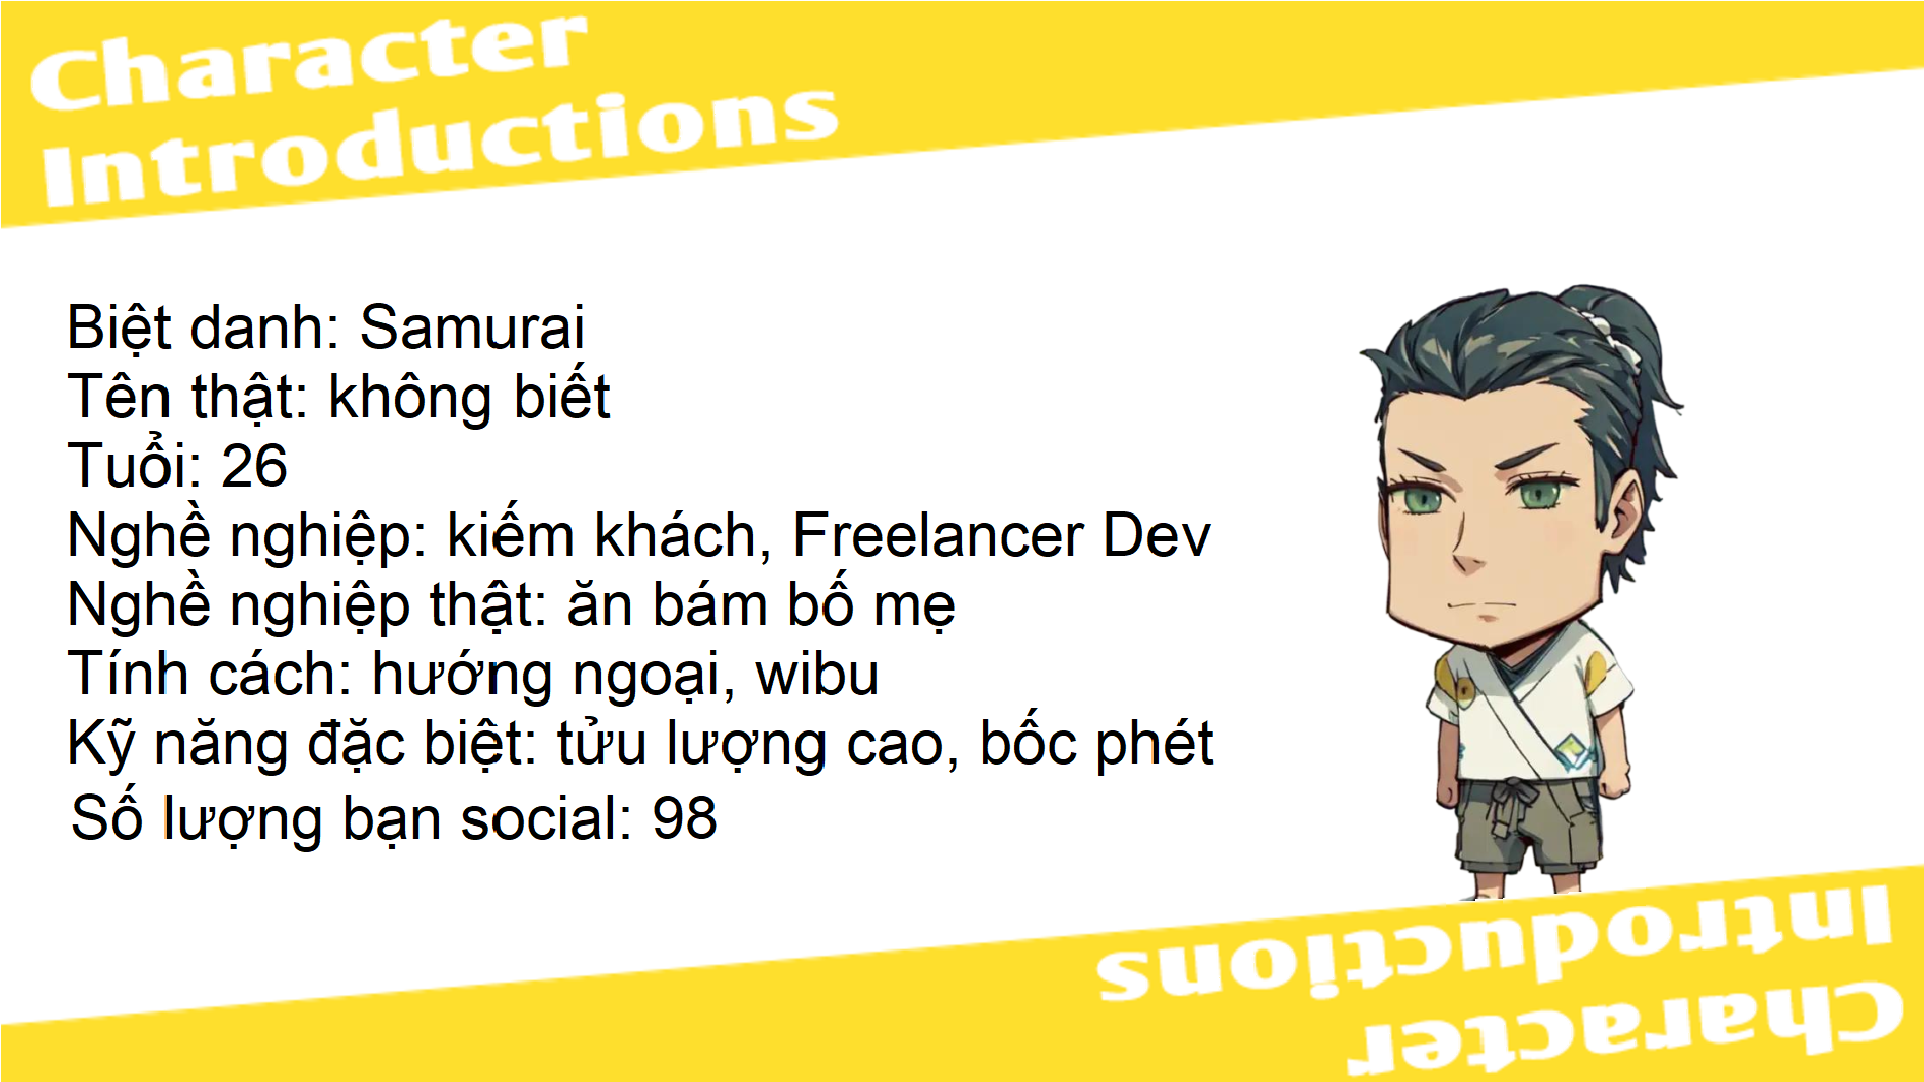 Character
Introductions
Biệt danh: Samurai
Tên thật: không biết
Tuổi: 26
Nghề nghiệp: kiếm khách, Freelancer Dev
Nghề nghiệp thật: ăn bám bố mẹ
Tính cách: hướng ngoại, wibu
Kỹ năng đặc biệt: tửu lượng cao, bốc phét
Số lượng bạn social: 98
Character
Introductions